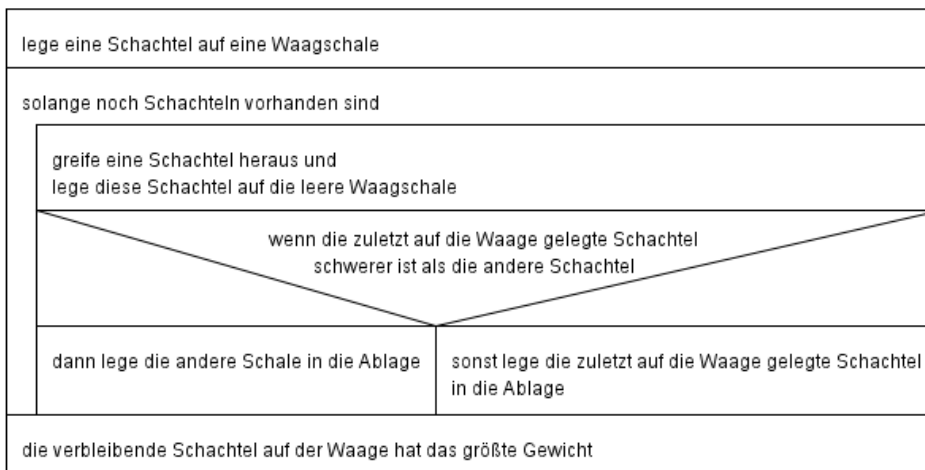 lege eine Schachtel auf eine Waagschale
solange noch Schachteln vorhanden sind
greife eine Schachtel heraus und
lege diese Schachtel auf die leere Waagschale
wenn die zuletzt auf die Waage gelegte Schachtel
schwerer ist als die andere Schachtel
dann lege die andere Schale in die Ablage
sonst lege die zuletzt auf die Waage gelegte Schachtel
in die Ablage
die verbleibende Schachtel auf der Waage hat das größte Gewicht